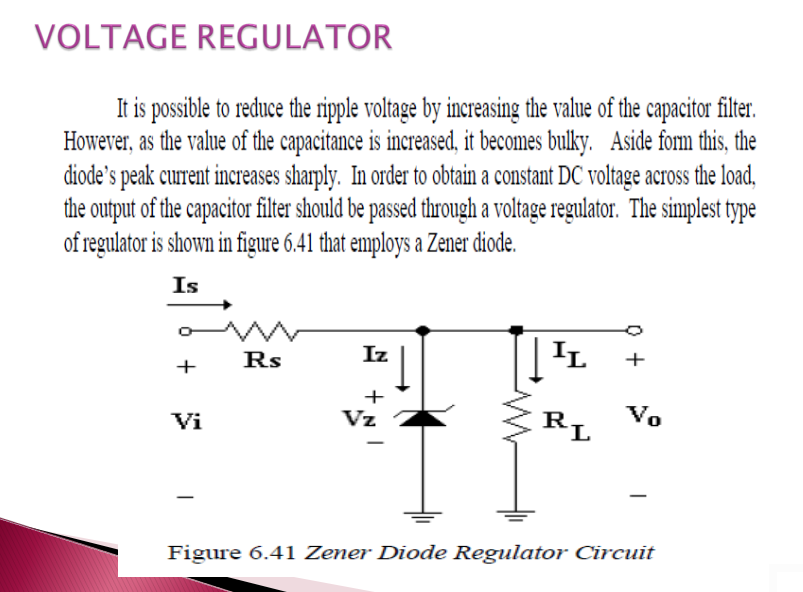 VOLTAGE REGULATOR
It is possible to reduce the ripple voltage by increasing the value of the capacitor filter.
However, as the value of the capacitance is increased, it becomes bulky. Aside form this, the
diode's peak current increases sharply. In order to obtain a constant DC voltage across the load,
the output of the capacitor filter should be passed through a voltage regulator. The simplest type
of regulator is shown in figure 6.41 that employs a Zener diode.
Is
Rs
Iz
IL
+
+
+
Vi
Vz
RL
Vo
Figure 6.41 Zener Diode Regulator Circuit